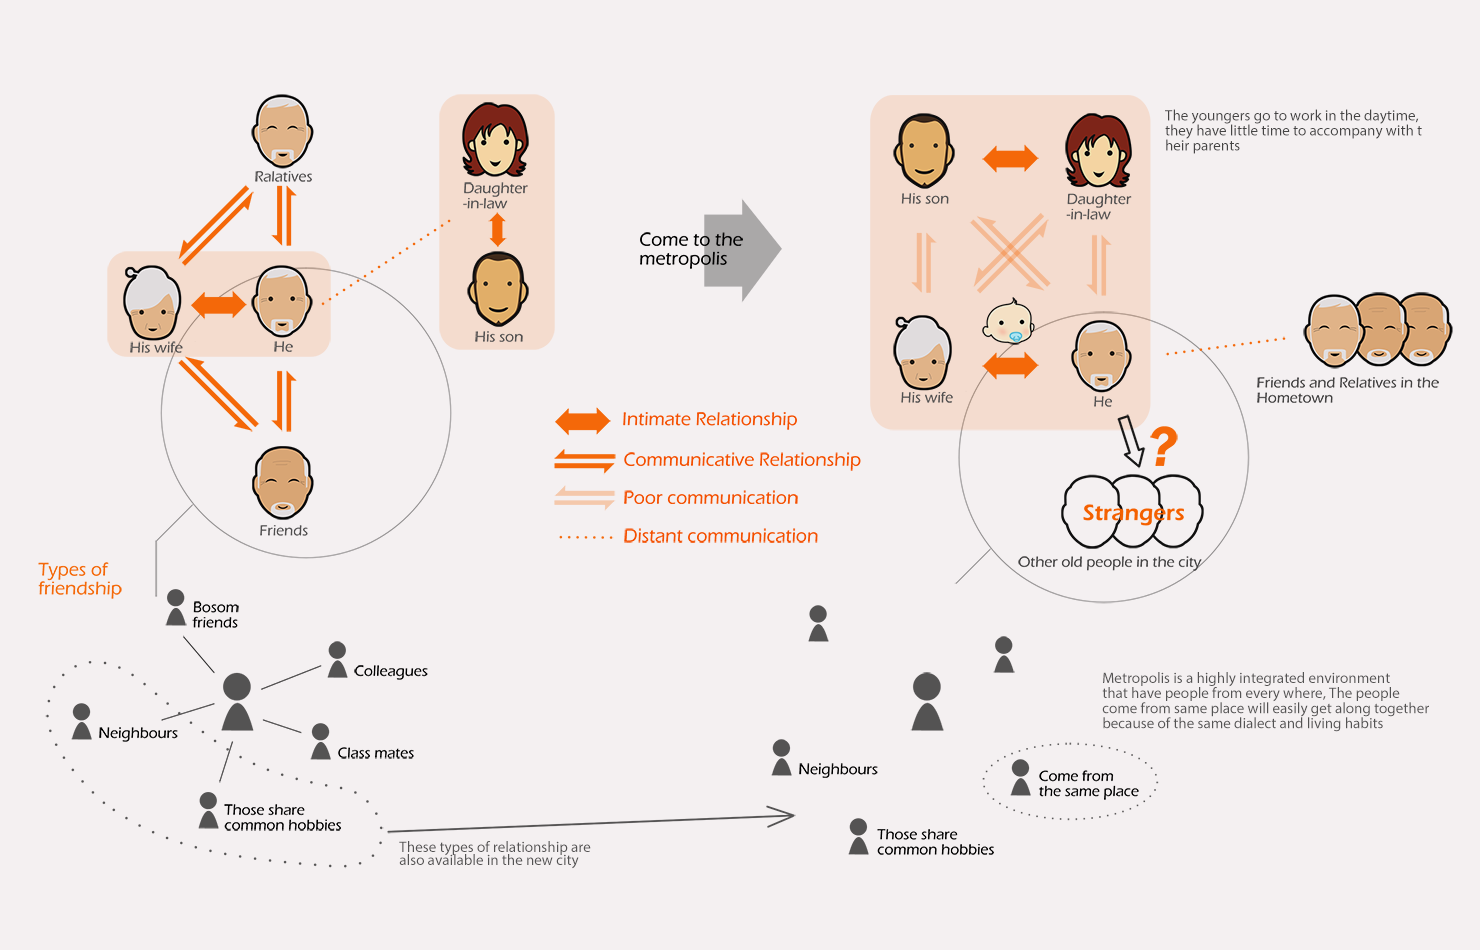 Ralatives
His wife
He
Friends
Daughter
-in-law
His son
Come to the
metropolis
Intimate Relationship
Communicative Relationship
Poor communication
Distant communication
His son
Daughter
-in-law
His wife
He
The youngers go to work in the daytime,
they have little time to accompany with t
heir parents
Friends and Relatives in the
Hometown
?
Strangers
Other old people in the city
Types of
friendship
Bosom
friends
Colleagues
Neighbours
Class mates
Those share
common hobbies
These types of relationship are
also available in the new city
Neighbours
Those share
common hobbies
Come from
the same place
Metropolis is a highly integrated environment
that have people from every where, The people
come from same place will easily get along together
because of the same dialect and living habits